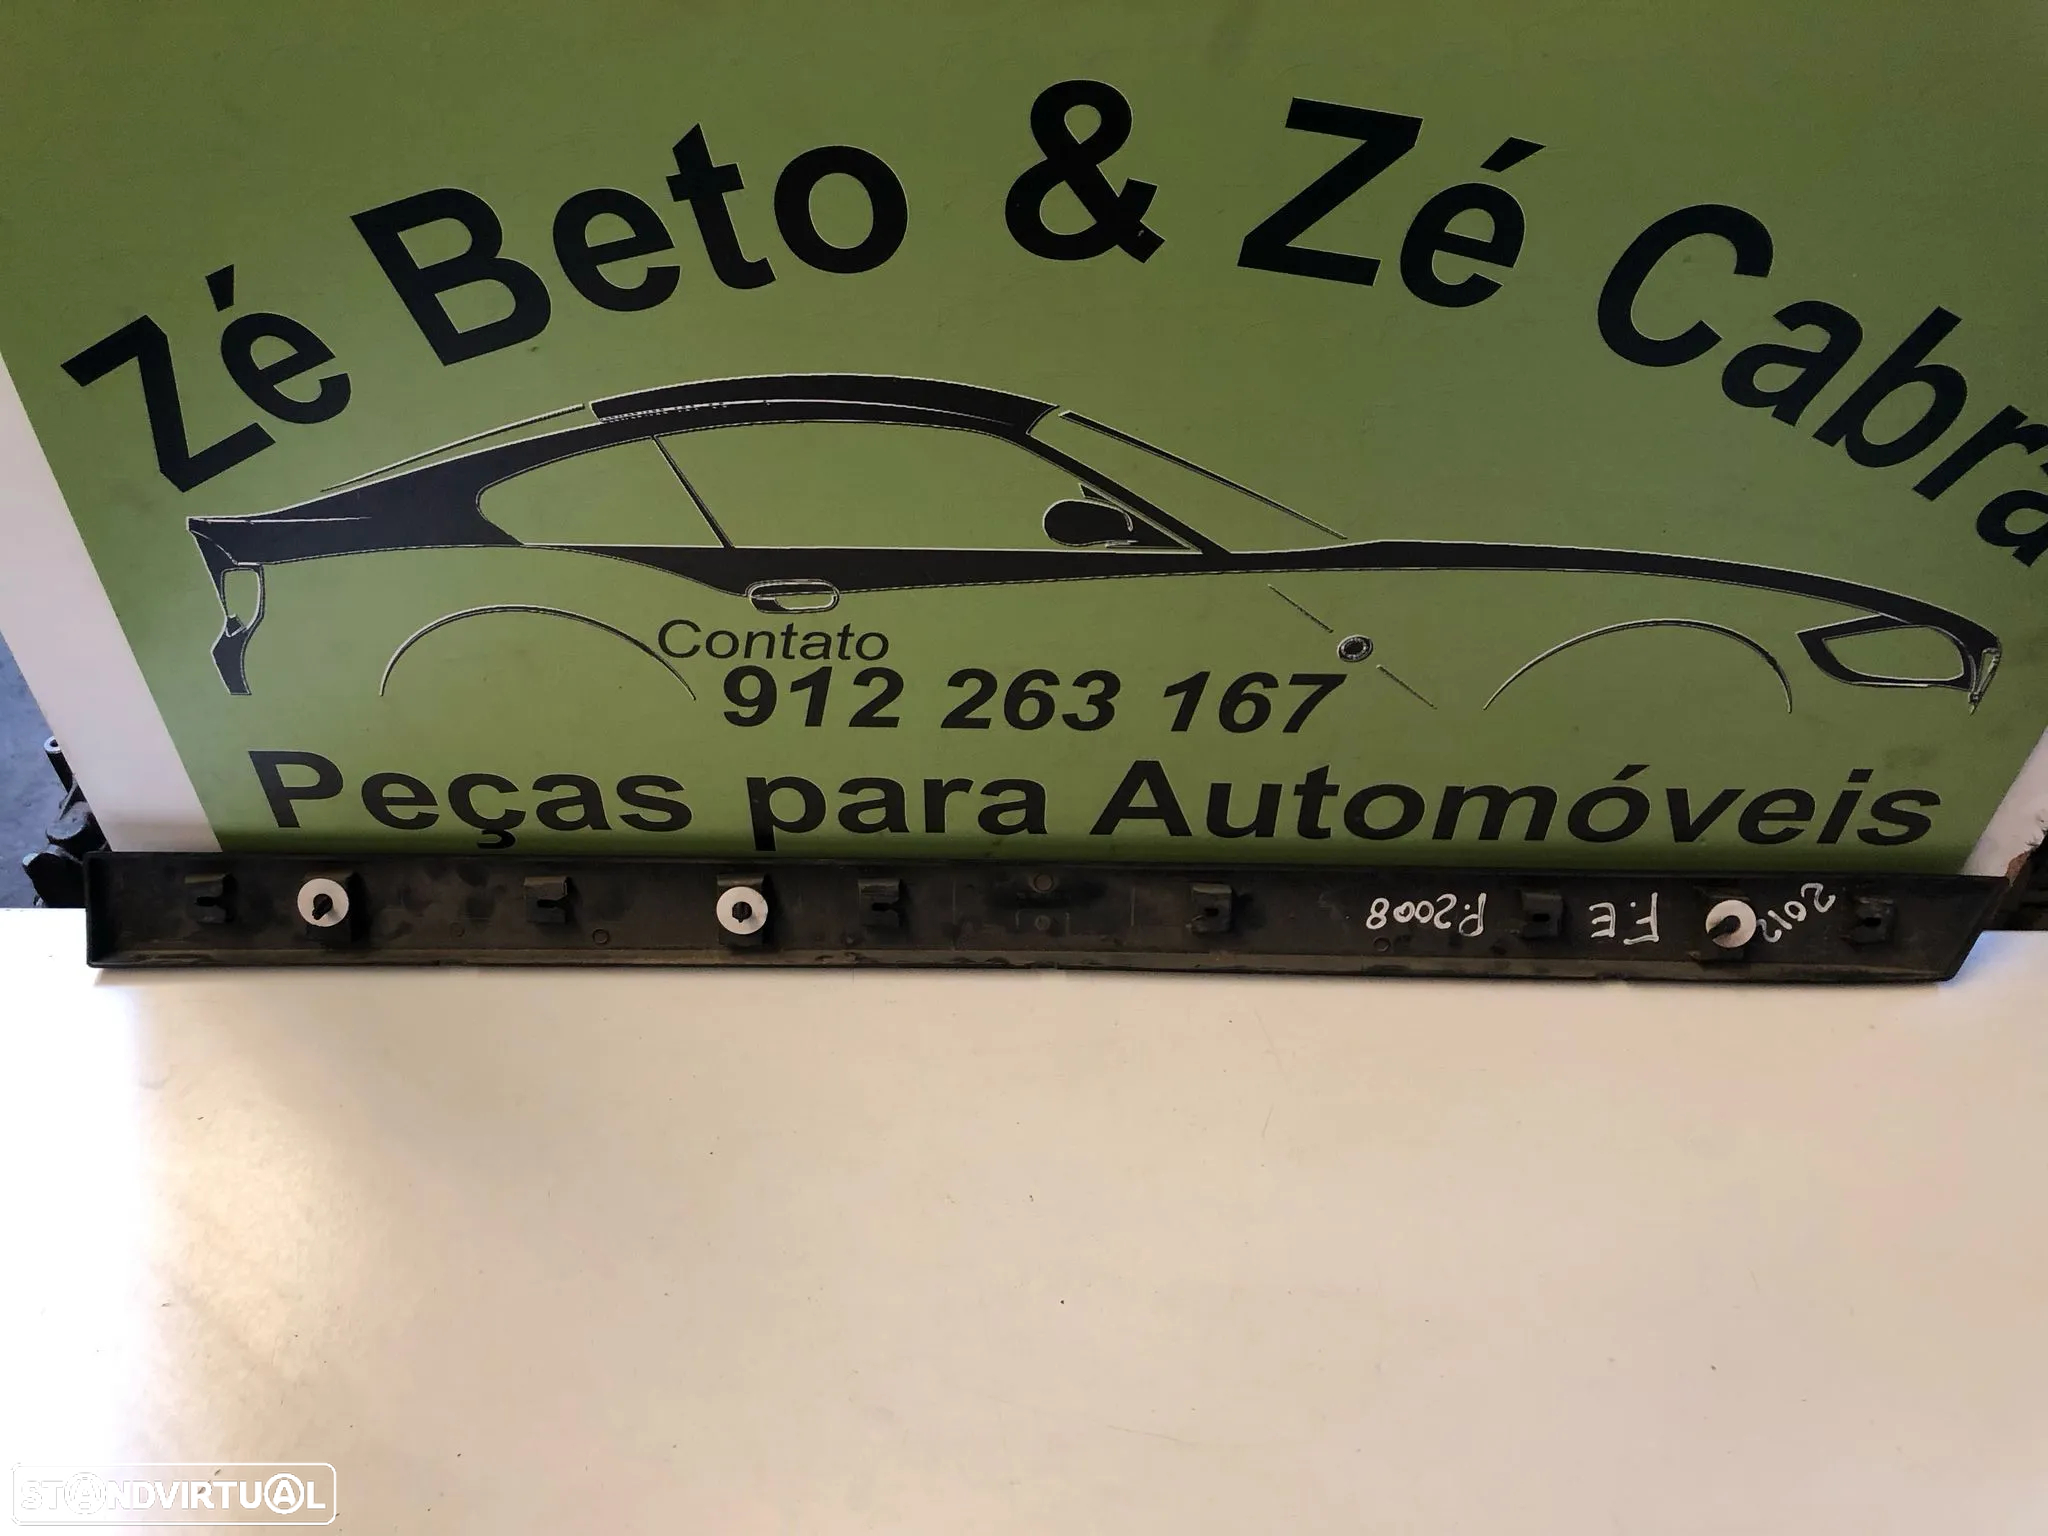 Zé Beto & Zé Cabra
Contato
912 263 167
Peças para Automóveis
P.2008 F.E 2012
STANDVIRTUAL